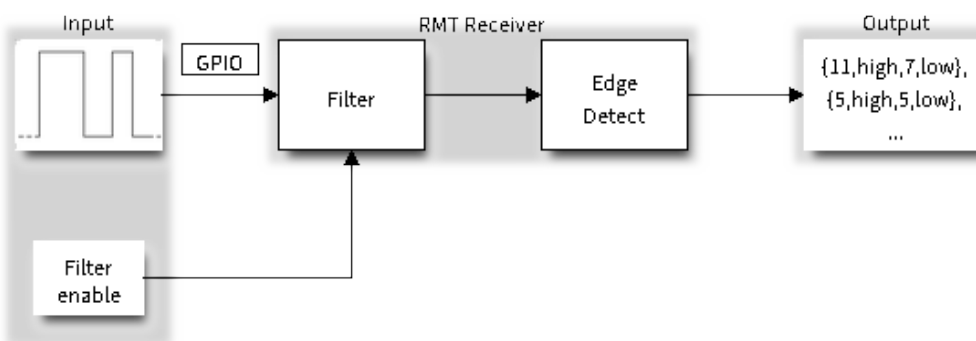 Input
RMT Receiver
Output
GPIO
Filter
Edge
Detect
{11,high,7,low},
{5,high,5,low},
...
Filter
enable